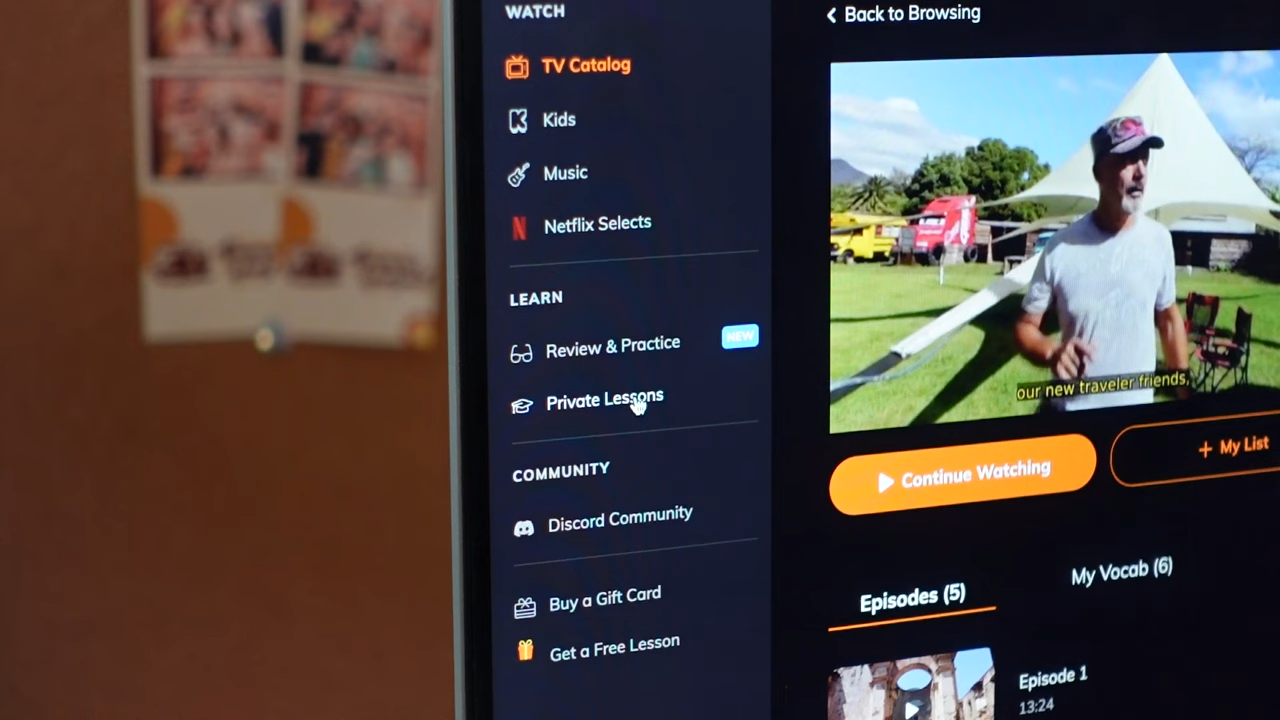 WATCH
TV Catalog
Kids
Music
Netflix Selects
LEARN
Review & Practice
NEW
Private Lessons
COMMUNITY
Discord Community
Buy a Gift Card
Get a Free Lesson
Back to Browsing
our new traveler friends,
Continue Watching
+ My List
Episodes (5)
My Vocab (6)
Episode 1
13:24